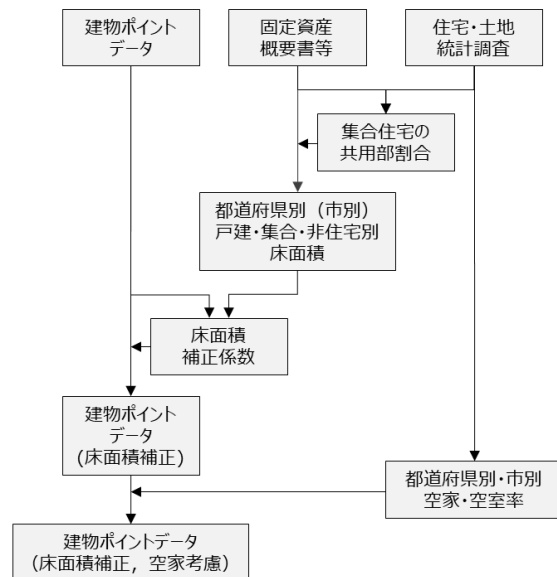 建物ポイント
データ
固定資産
概要書等
住宅・土地
統計調査
集合住宅の
共用部割合
都道府県別（市別）
戸建・集合・非住宅別
床面積
床面積
補正係数
建物ポイント
データ
(床面積補正)
都道府県別・市別
空家・空室率
建物ポイントデータ
(床面積補正，空家考慮)